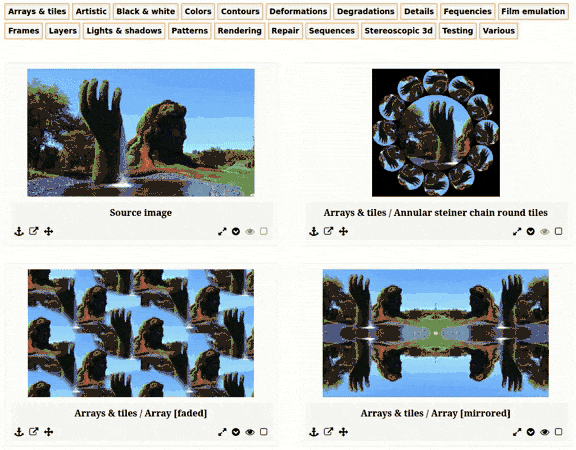 Arrays & tiles Artistic Black & white Colors Contours Deformations Degradations Details Fequencies Film emulation
Frames Layers Lights & shadows Patterns Rendering Repair Sequences Stereoscopic 3d Testing Various
Source image
Arrays & tiles / Annular steiner chain round tiles
Arrays & tiles / Array [faded]
Arrays & tiles / Array [mirrored]